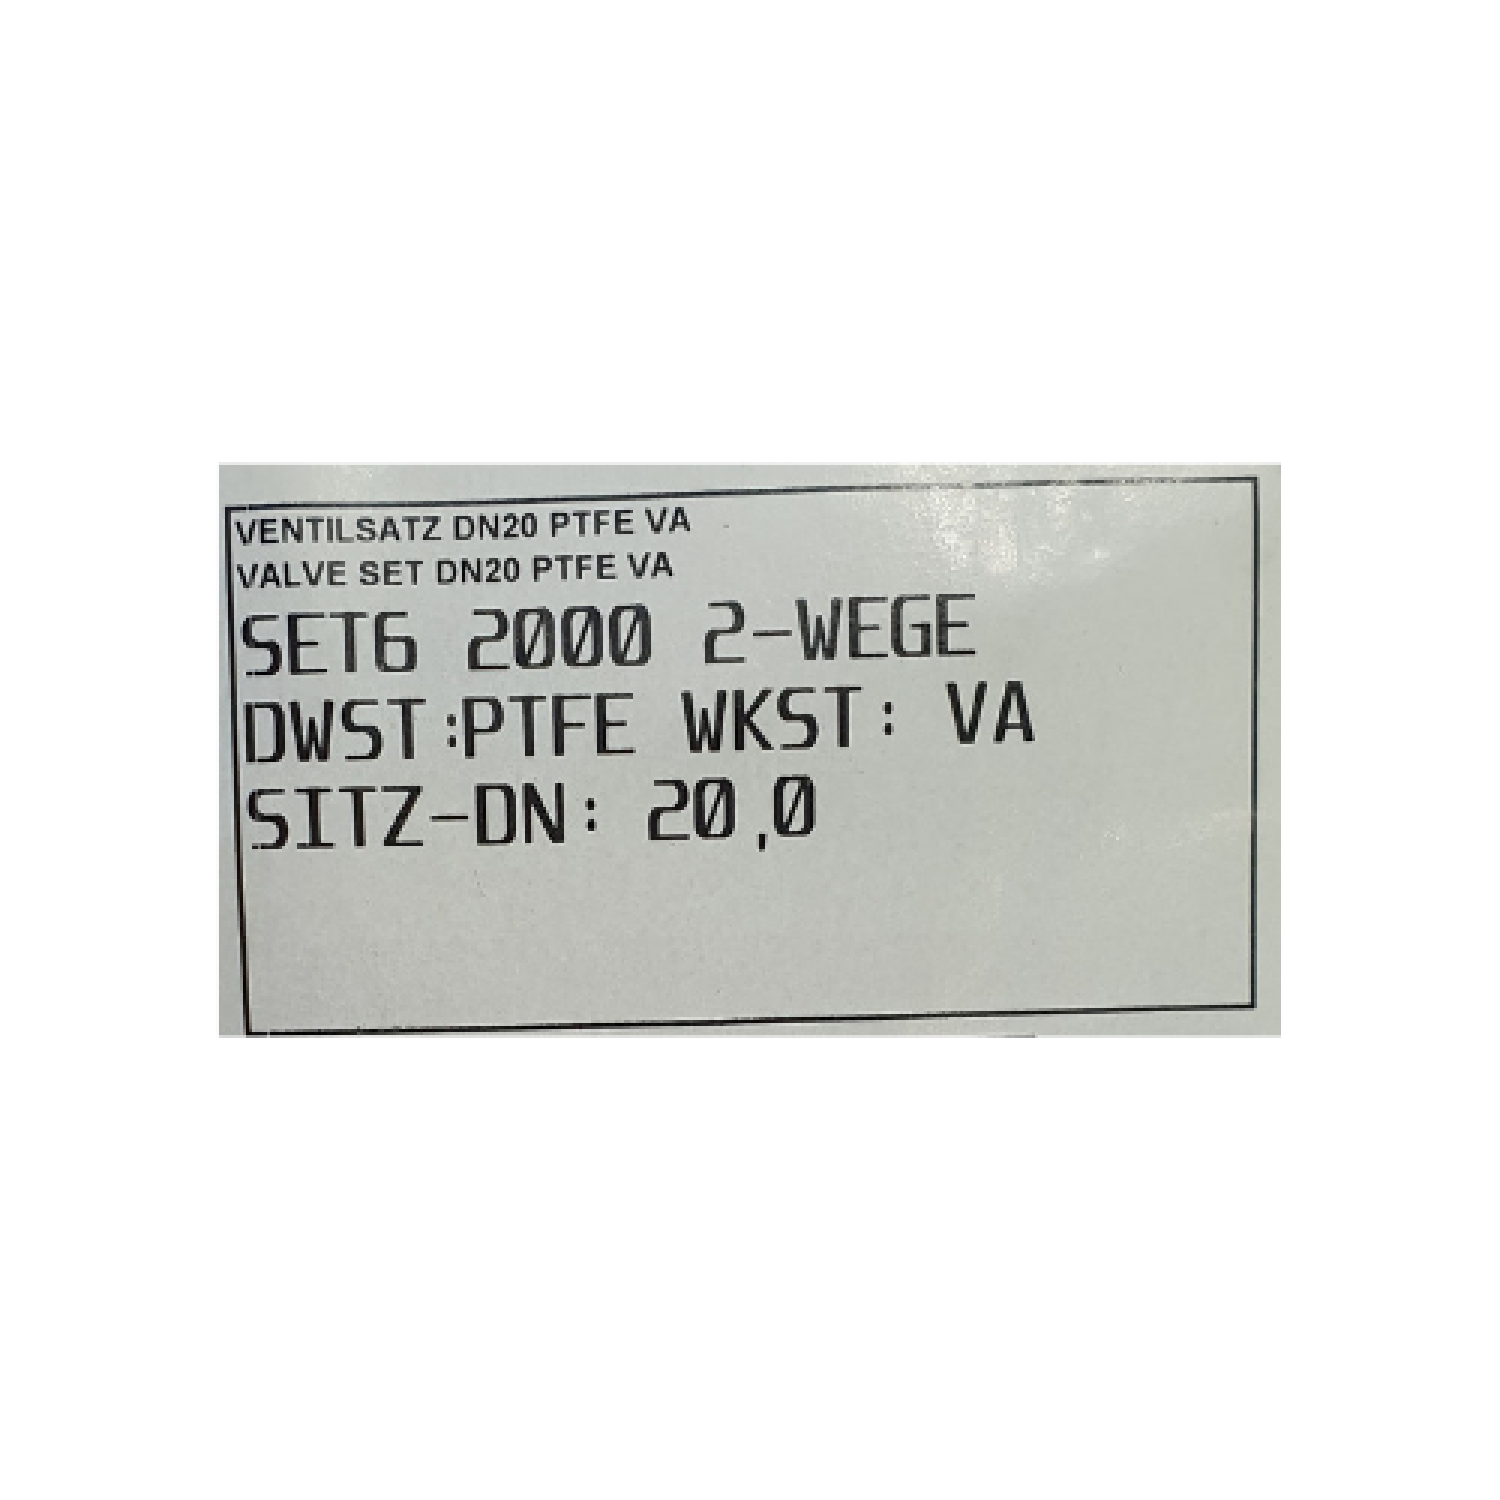 VENTILSATZ DN20 PTFE VA
VALVE SET DN20 PTFE VA
SET6 2000 2-WEGE
DWST:PTFE WKST: VA
SITZ-DN: 20,0